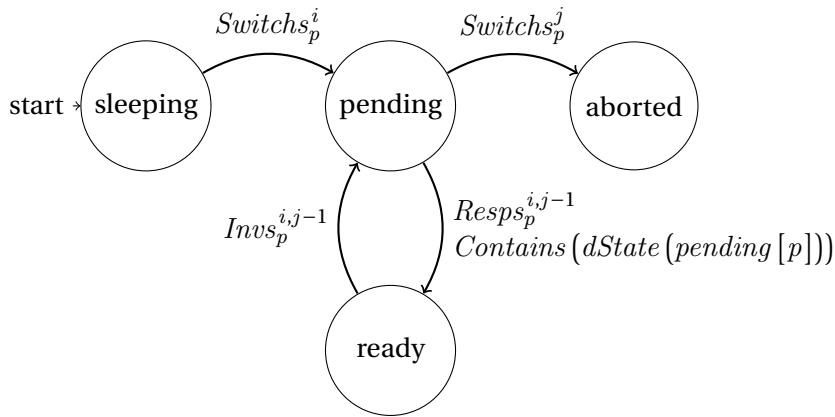 Switchs_p^i
Switchs_p^j
start
sleeping
pending
aborted
Invs_p^{i,j−1}
Resps_p^{i,j−1}
Contains(dState(pending[p]))
ready